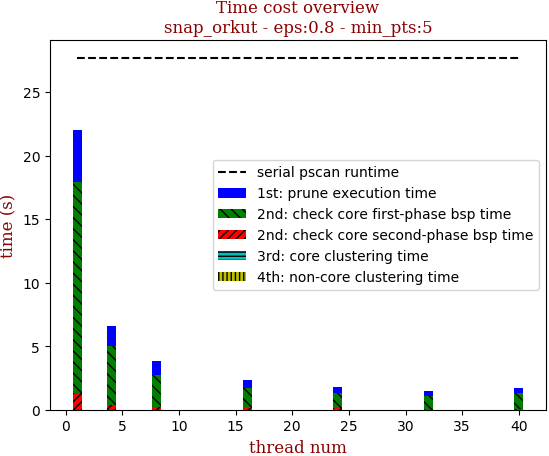 Time cost overview
snap_orkut - eps:0.8 - min_pts:5
time (s)
25
20
15
10
5
0
serial pscan runtime
1st: prune execution time
2nd: check core first-phase bsp time
2nd: check core second-phase bsp time
3rd: core clustering time
4th: non-core clustering time
0 5 10 15 20 25 30 35 40
thread num